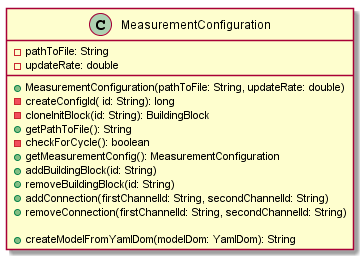 C MeasurementConfiguration
pathToFile: String
updateRate: double
MeasurementConfiguration(pathToFile: String, updateRate: double)
createConfigId( id: String): long
cloneInitBlock(id: String): BuildingBlock
getPathToFile(): String
checkForCycle(): boolean
getMeasurementConfig(): MeasurementConfiguration
addBuildingBlock(id: String)
removeBuildingBlock(id: String)
addConnection(firstChannelId: String, secondChannelId: String)
removeConnection(firstChannelId: String, secondChannelId: String)
createModelFromYamlDom(modelDom: YamlDom): String